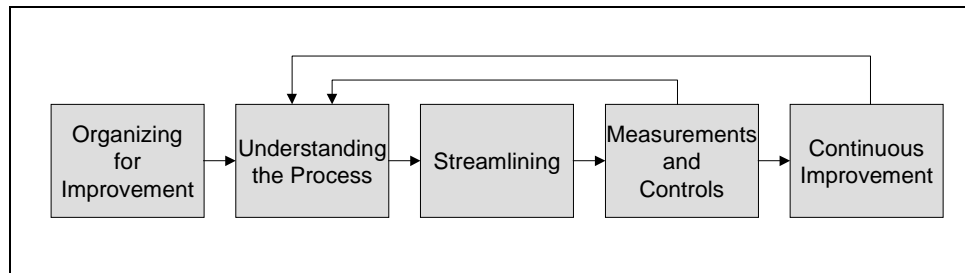 Organizing
for
Improvement
Understanding
the Process
Streamlining
Measurements
and
Controls
Continuous
Improvement